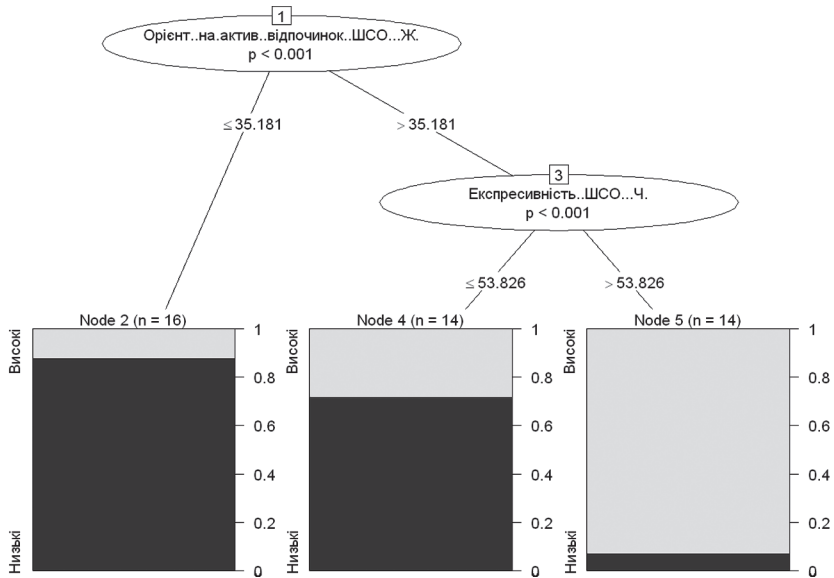 1
Орієнт..на.актив..відпочинок..ШСО...Ж.
p < 0.001
≤ 35.181
> 35.181
3
Експресивність..ШСО...Ч.
p < 0.001
≤ 53.826
> 53.826
Node 2 (n = 16)
Високі
Низькі
1
0.8
0.6
0.4
0.2
0
Node 4 (n = 14)
Високі
Низькі
1
0.8
0.6
0.4
0.2
0
Node 5 (n = 14)
Високі
Низькі
1
0.8
0.6
0.4
0.2
0